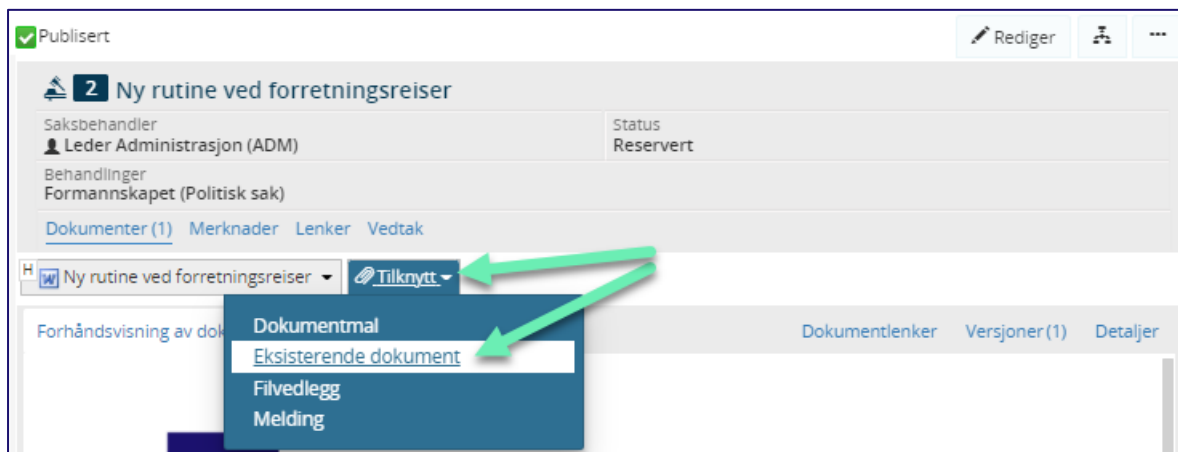 Publisert
Rediger
2 Ny rutine ved forretningsreiser
Saksbehandler
Status
Leder Administrasjon (ADM)
Reservert
Behandlinger
Formannskapet (Politisk sak)
Dokumenter (1) Merknader Lenker Vedtak
H W Ny rutine ved forretningsreiser Tilknytt
Forhåndsvisning av dok
Dokumentlenker Versjoner (1) Detaljer
Dokumentmal
Eksisterende dokument
Filvedlegg
Melding